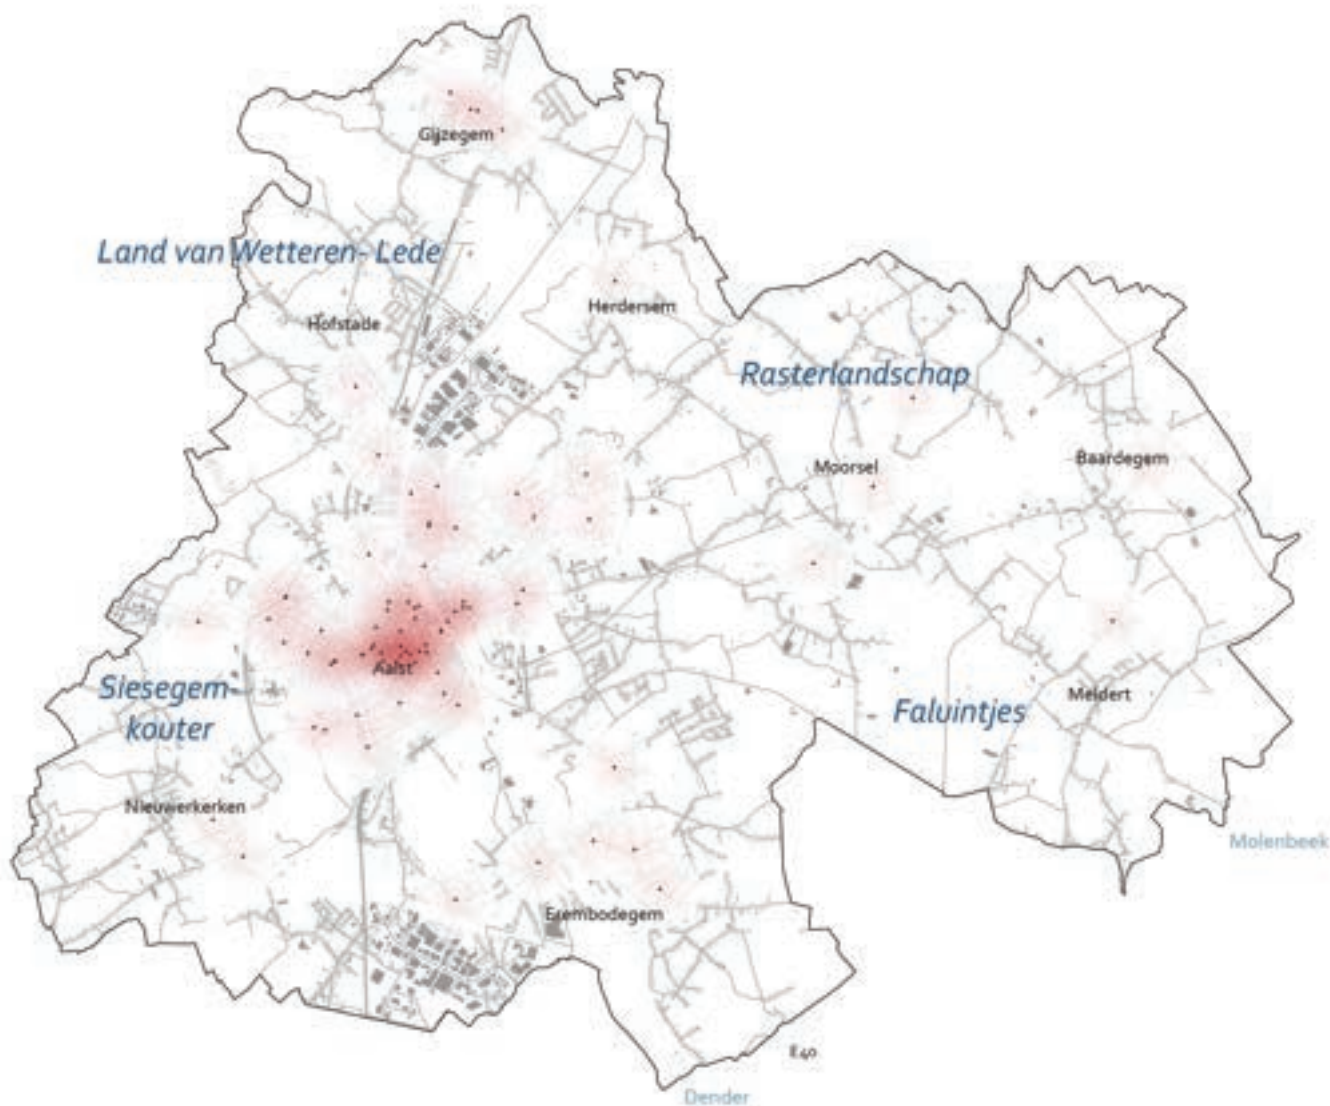 Gijzegem
Land van Wetteren- Lede
Herdersem
Hofstade
Rasterlandschap
Baardegem
Moorsel
Aalst
Siesegem-
kouter
Meldert
Faluintjes
Nieuwerkerken
Molenbeek
Erembodegem
E40
Dender